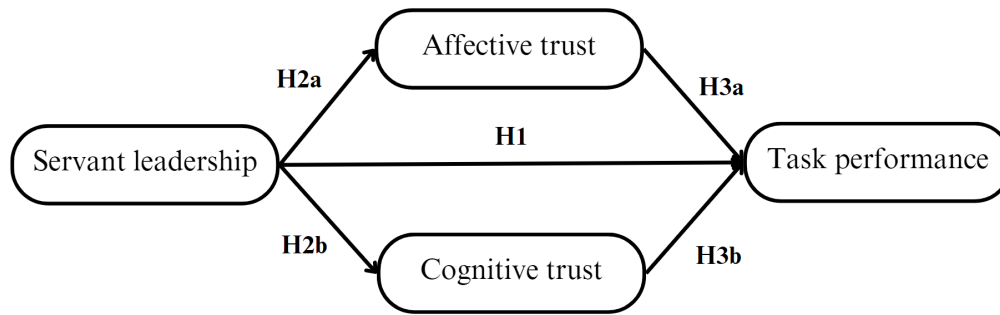 Affective trust
H2a
H3a
H1
Servant leadership
Task performance
H2b
H3b
Cognitive trust